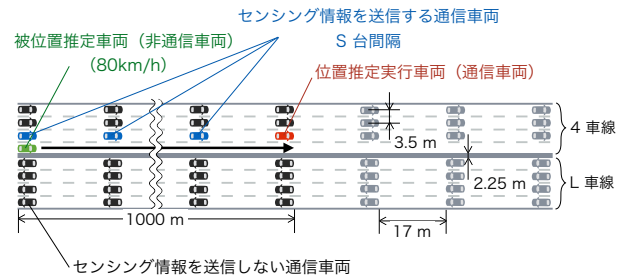 センシング情報を送信する通信車両
S 台間隔
被位置推定車両（非通信車両）
（80km/h）
位置推定実行車両（通信車両）
4 車線
3.5 m
2.25 m
L 車線
1000 m
17 m
センシング情報を送信しない通信車両